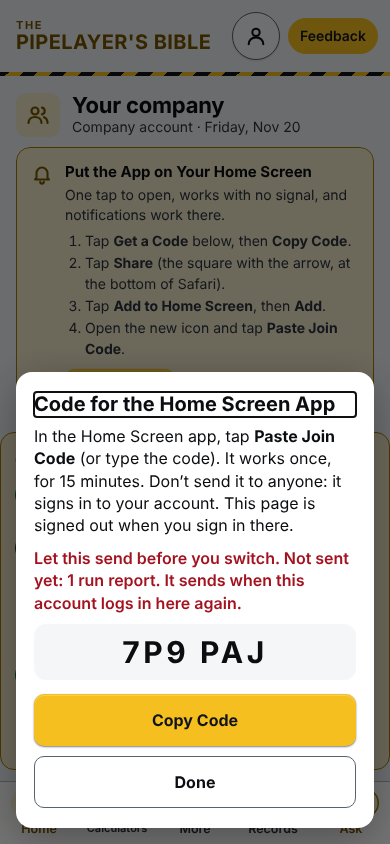 THE
PIPELAYER'S BIBLE
Feedback
Your company
Company account · Friday, Nov 20
Put the App on Your Home Screen
One tap to open, works with no signal, and
notifications work there.
1. Tap Get a Code below, then Copy Code.
2. Tap Share (the square with the arrow, at
the bottom of Safari).
3. Tap Add to Home Screen, then Add.
4. Open the new icon and tap Paste Join
Code.
Code for the Home Screen App
In the Home Screen app, tap Paste Join
Code (or type the code). It works once,
for 15 minutes. Don’t send it to anyone: it
signs in to your account. This page is
signed out when you sign in there.
Let this send before you switch. Not sent
yet: 1 run report. It sends when this
account logs in here again.
7P9 PAJ
Copy Code
Done
Home
Calculators
More
Records
Ask